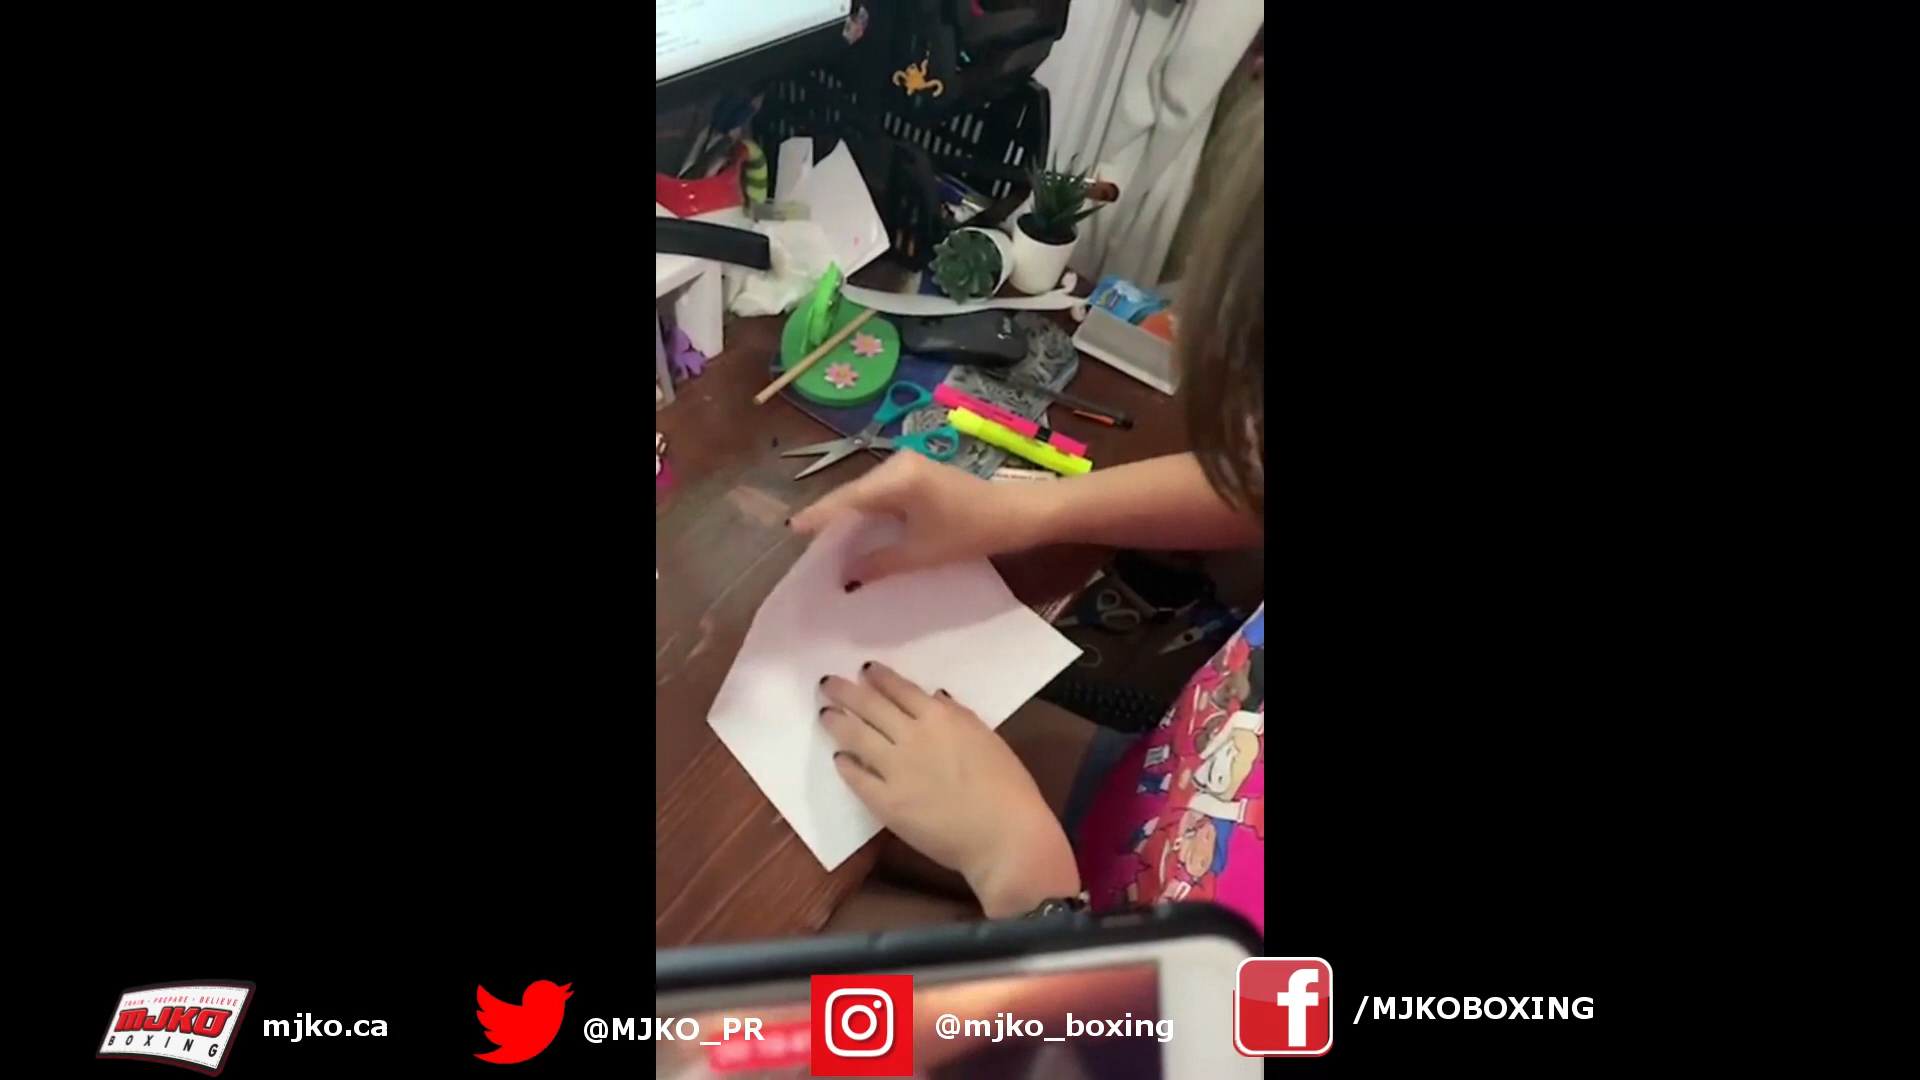 TRAIN · PREPARE · BELIEVE
MJKO
BOXING
mjko.ca
@MJKO_PR
@mjko_boxing
f
/MJKOBOXING